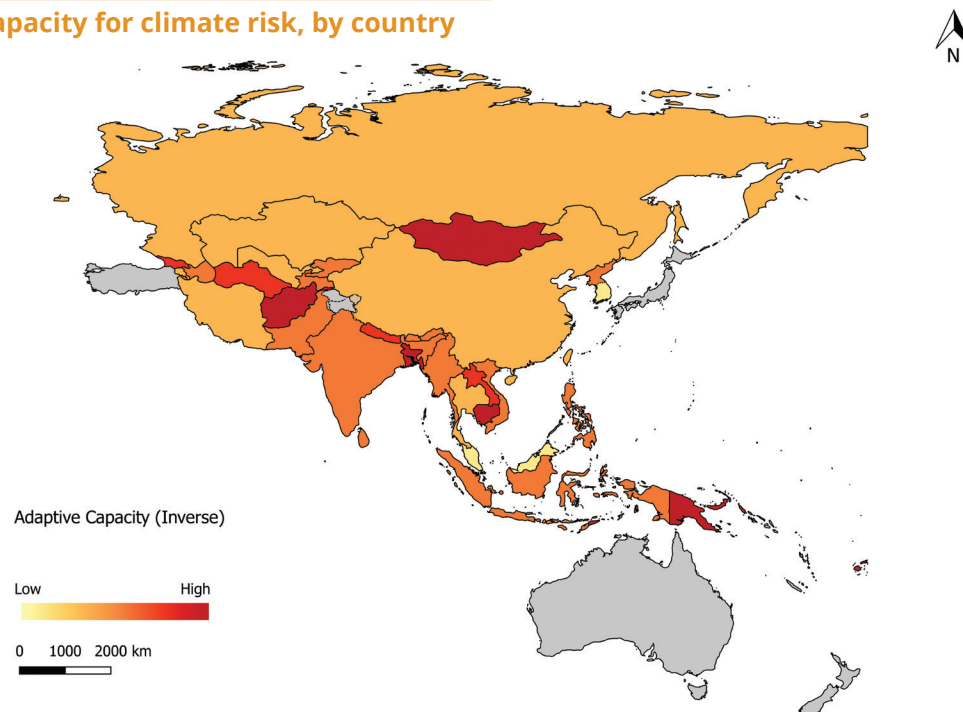 apacity for climate risk, by country
N
Adaptive Capacity (Inverse)
Low High
0 1000 2000 km